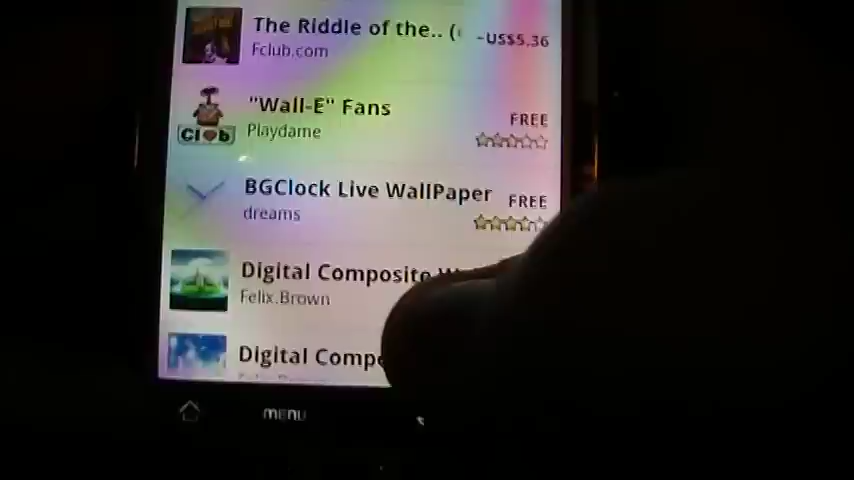 The Riddle of the.. (
~US$5.36
Fclub.com
"Wall-E" Fans
FREE
Playdame
Cl b
BGClock Live WallPaper
FREE
dreams
Digital Composite
Felix.Brown
Digital
menu